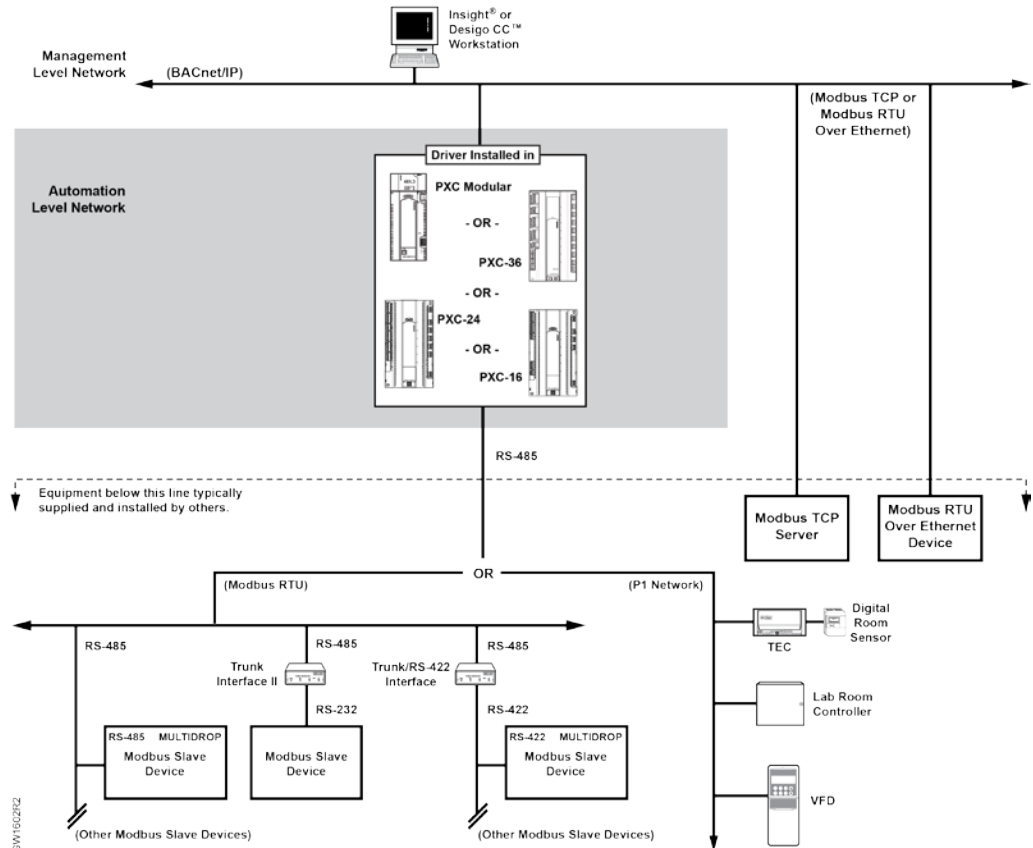 Insight® or
Desigo CC™
Workstation
Management
Level Network
(BACnet/IP)
(Modbus TCP or
Modbus RTU
Over Ethernet)
Driver Installed in
Automation
Level Network
PXC Modular
- OR -
PXC-36
- OR -
PXC-24
- OR -
PXC-16
RS-485
Equipment below this line typically
supplied and installed by others.
Modbus TCP
Server
Modbus RTU
Over Ethernet
Device
OR
(Modbus RTU)
(P1 Network)
RS-485
RS-485
RS-485
Trunk
Interface II
Trunk/RS-422
Interface
TEC
Digital
Room
Sensor
RS-232
RS-422
Lab Room
Controller
RS-485 MULTIDROP
Modbus Slave
Device
Modbus Slave
Device
RS-422 MULTIDROP
Modbus Slave
Device
VFD
(Other Modbus Slave Devices)
(Other Modbus Slave Devices)
SW1602R2